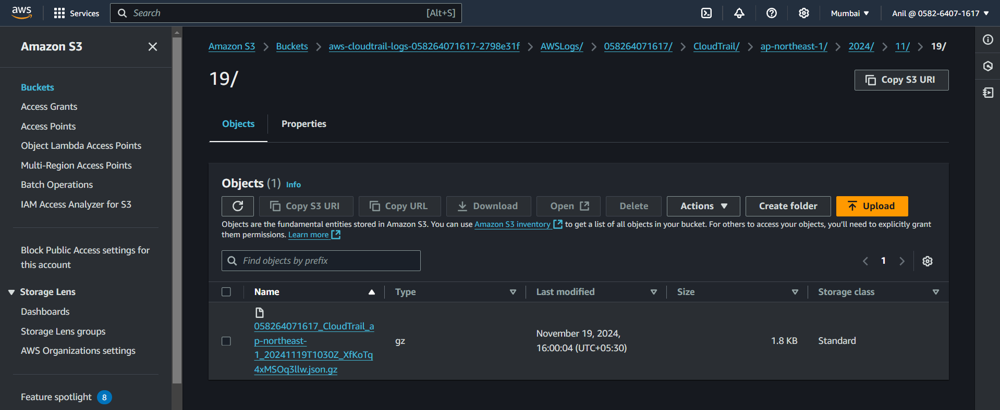 aws
Services
Search
[Alt+S]
Mumbai
Anil @ 0582-6407-1617
Amazon S3
Buckets
Access Grants
Access Points
Object Lambda Access Points
Multi-Region Access Points
Batch Operations
IAM Access Analyzer for S3
Block Public Access settings for
this account
Storage Lens
Dashboards
Storage Lens groups
AWS Organizations settings
Feature spotlight 8
Amazon S3 > Buckets > aws-cloudtrail-logs-058264071617-2798e31f > AWSLogs/ > 058264071617/ > CloudTrail/ > ap-northeast-1/ > 2024/ > 11/ > 19/
19/
Copy S3 URI
Objects
Properties
Objects (1) Info
Copy S3 URI
Copy URL
Download
Open
Delete
Actions
Create folder
Upload
Objects are the fundamental entities stored in Amazon S3. You can use Amazon S3 inventory to get a list of all objects in your bucket. For others to access your objects, you'll need to explicitly grant
them permissions. Learn more
Find objects by prefix
1
Name
Type
Last modified
Size
Storage class
058264071617_CloudTrail_a
p-northeast-
1_20241119T1030Z_XfKoTq
4xMSOq3llw.json.gz
gz
November 19, 2024,
16:00:04 (UTC+05:30)
1.8 KB
Standard